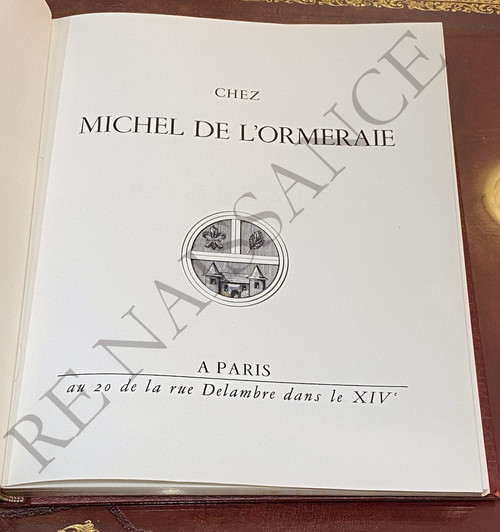 CHEZ
MICHEL DE L'ORMERAIE
A PARIS
au 20 de la rue Delambre dans le XIVe
RENAISSANCE